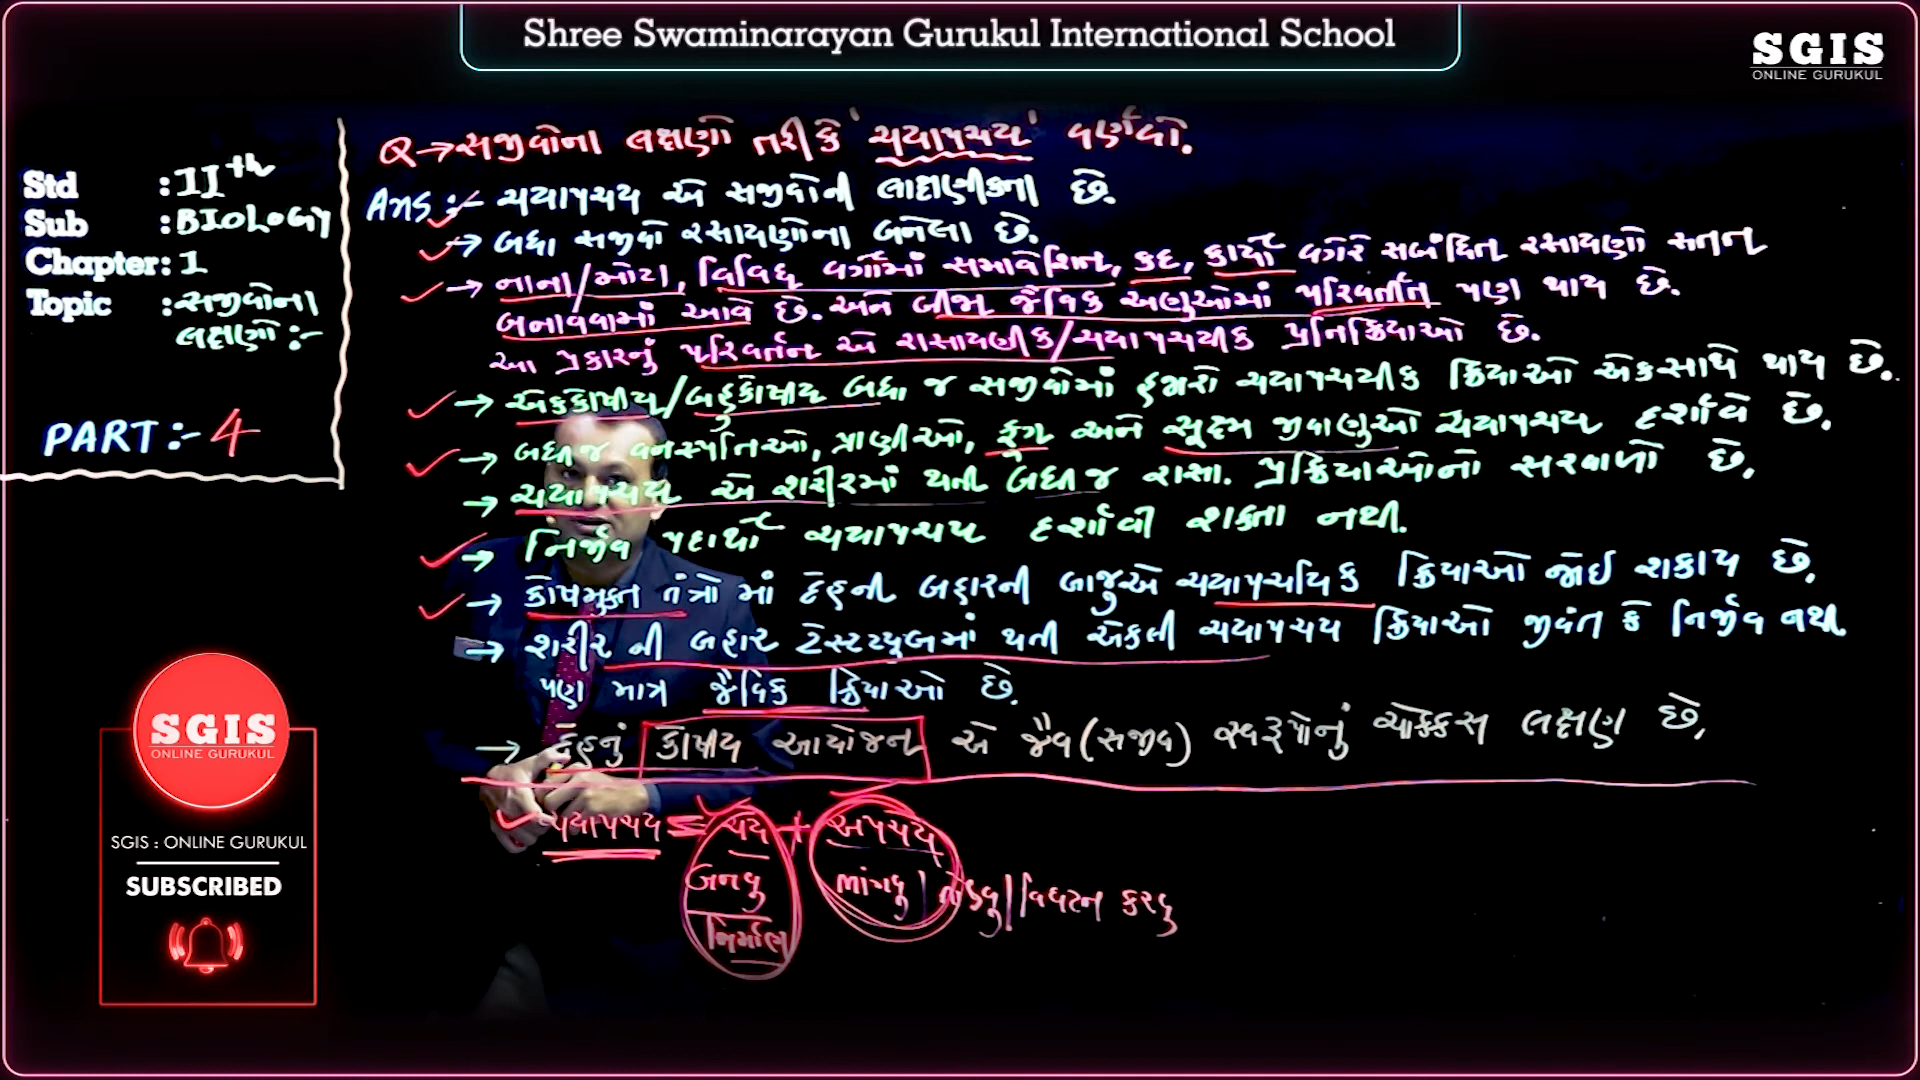 Shree Swaminarayan Gurukul International School
SGIS
ONLINE GURUKUL
Std : 11th
Sub : BIOLOGY
Chapter : 1
Topic : સજીવોના
લક્ષણો :-
PART :- 4
Q → સજીવોના લક્ષણો તરીકે 'ચયાપચય' વર્ણવો.
Ans :- ચયાપચય એ સજીવોની લાક્ષણીકતા છે.
→ બધા સજીવો રસાયણોના બનેલા છે.
→ નાના/મોટા, વિવિધ વર્ગોમાં સમાવેશિત, કદ, કાર્યો વગેરે સબંધિત રસાયણો સતત
બનાવવામાં આવે છે. અને બીજા જૈવિક અણુઓમાં પરિવર્તીત પણ થાય છે.
આ પ્રકારનું પરિવર્તન એ રાસાયણીક/ચયાપચયીક પ્રતિક્રિયાઓ છે.
→ એકકોષીય/બહુકોષીય બધા જ સજીવોમાં હજારો ચયાપચયીક ક્રિયાઓ એકસાથે થાય છે.
→ બધા જ વનસ્પતિઓ, પ્રાણીઓ, ફૂગ અને સૂક્ષ્મ જીવાણુઓ ચયાપચય દર્શાવે છે.
→ ચયાપચય એ શરીરમાં થતી બધા જ રાસા. પ્રક્રિયાઓનો સરવાળો છે.
→ નિર્જીવ પદાર્થો ચયાપચય દર્શાવી શકતા નથી.
→ કોષમુક્ત તંત્રો માં દેહની બહારની બાજુએ ચયાપચયિક ક્રિયાઓ જોઈ શકાય છે.
→ શરીર ની બહાર ટેસ્ટટ્યુબમાં થતી એકલી ચયાપચય ક્રિયાઓ જીવંત કે નિર્જીવ નથી
પણ માત્ર જૈવિક ક્રિયાઓ છે.
→ દેહનું કોષીય આયોજન એ જૈવ (સજીવ) સ્વરૂપોનું ચોક્કસ લક્ષણ છે.
ચયાપચય = ચય + અપચય
બનવુ ભાંગવુ | તોડવુ | વિઘટન કરવુ
નિર્માણ
SGIS
ONLINE GURUKUL
SGIS : ONLINE GURUKUL
SUBSCRIBED